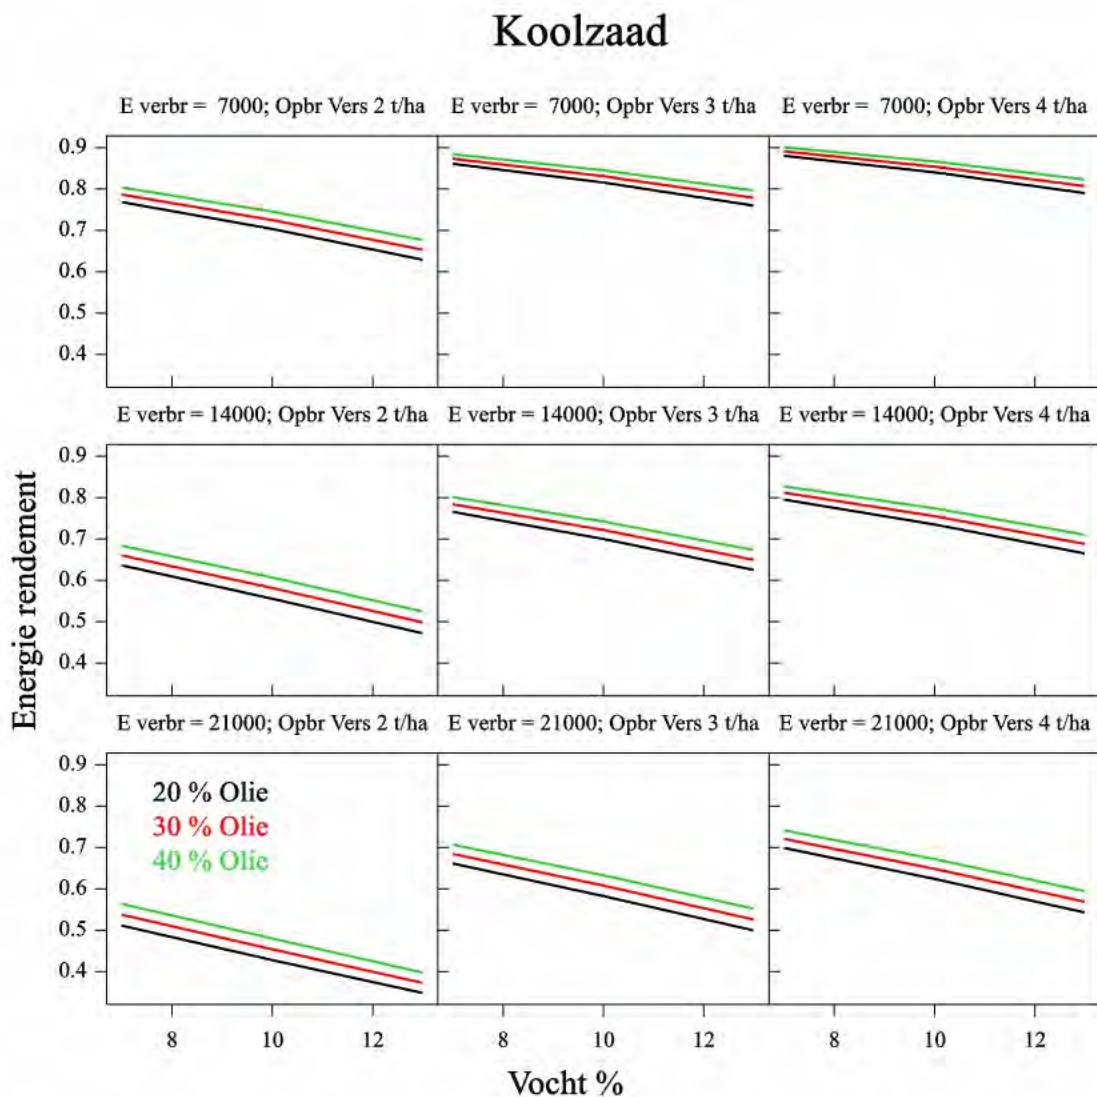 Koolzaad
E verbr = 7000; Opbr Vers 2 t/ha
E verbr = 7000; Opbr Vers 3 t/ha
E verbr = 7000; Opbr Vers 4 t/ha
0.9
0.8
0.7
0.6
0.5
0.4
E verbr = 14000; Opbr Vers 2 t/ha
E verbr = 14000; Opbr Vers 3 t/ha
E verbr = 14000; Opbr Vers 4 t/ha
0.9
0.8
0.7
0.6
0.5
0.4
Energie rendement
E verbr = 21000; Opbr Vers 2 t/ha
E verbr = 21000; Opbr Vers 3 t/ha
E verbr = 21000; Opbr Vers 4 t/ha
0.9
0.8
0.7
0.6
0.5
0.4
20 % Olie
30 % Olie
40 % Olie
8 10 12
8 10 12
8 10 12
Vocht %